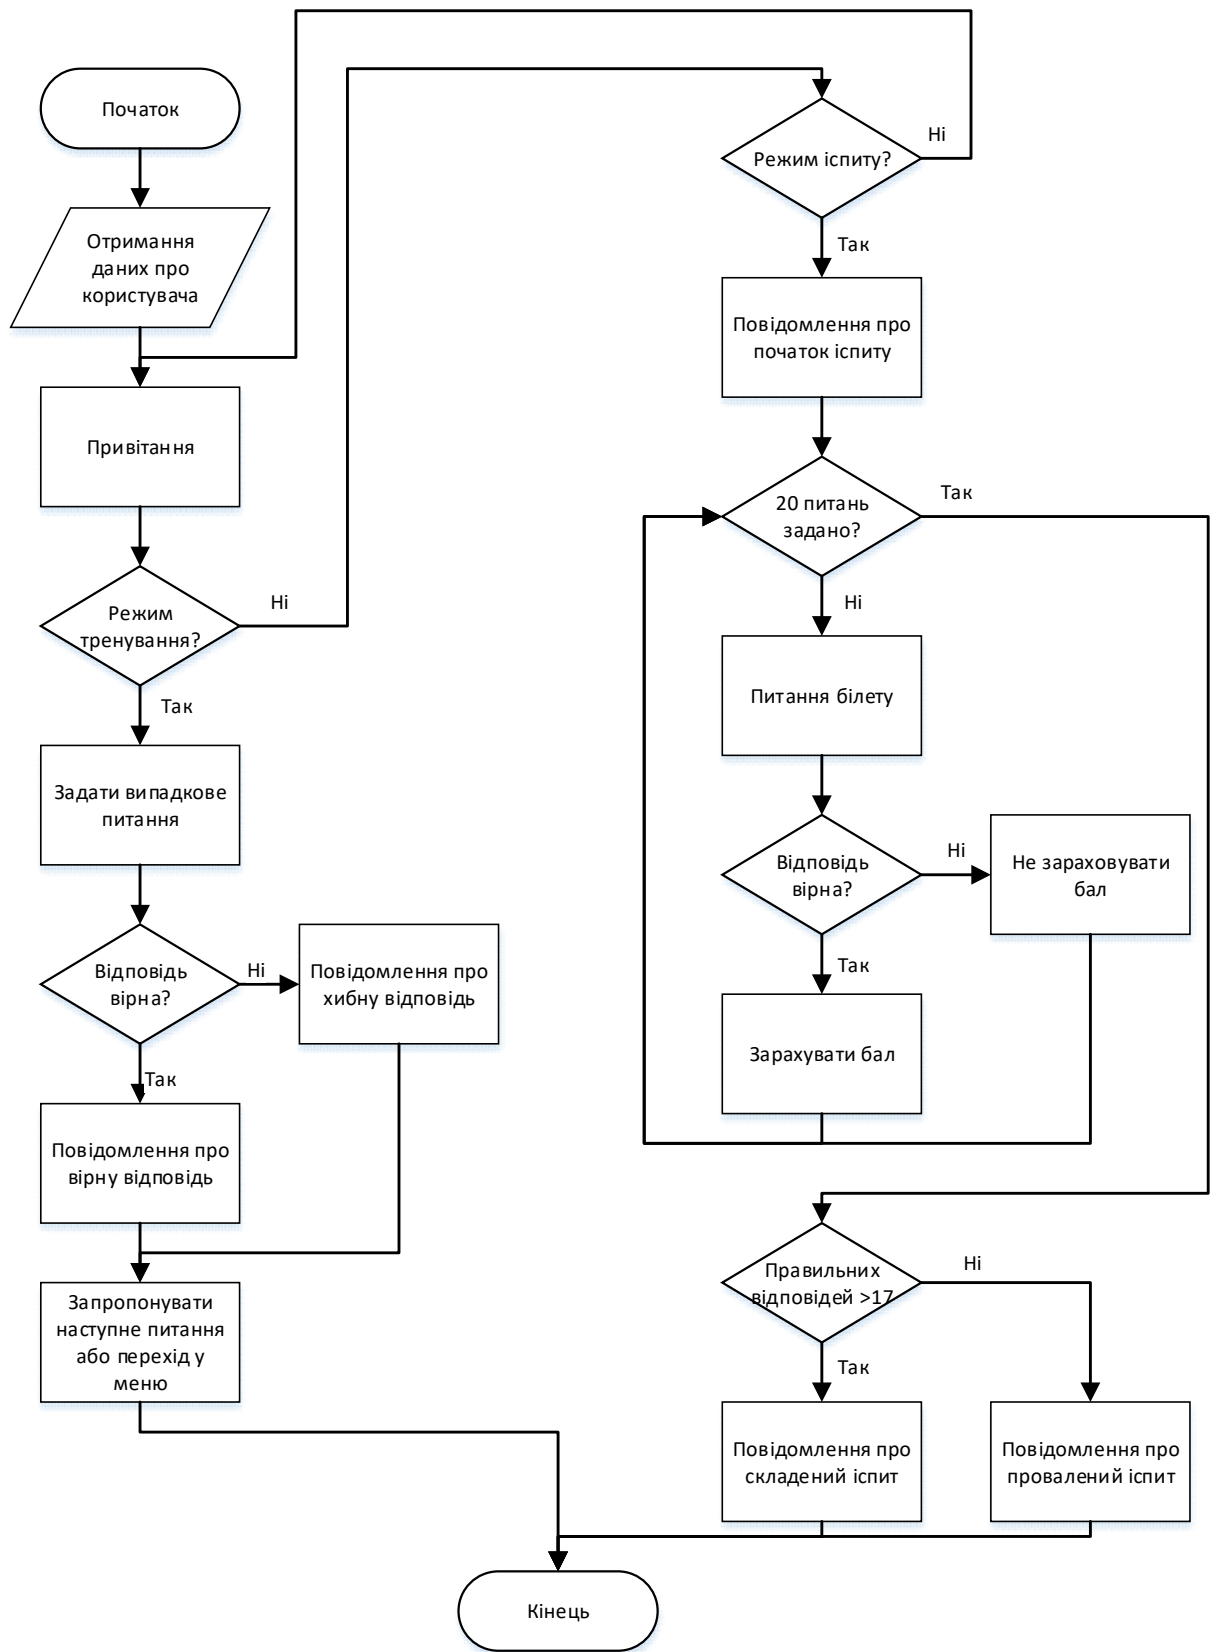 Початок
Отримання
даних про
користувача
Привітання
Режим
тренування?
Ні
Так
Задати випадкове
питання
Відповідь
вірна?
Ні
Повідомлення про
хибну відповідь
Так
Повідомлення про
вірну відповідь
Запропонувати
наступне питання
або перехід у
меню
Режим іспиту?
Ні
Так
Повідомлення про
початок іспиту
20 питань
задано?
Так
Ні
Питання білету
Відповідь
вірна?
Ні
Не зараховувати
бал
Так
Зарахувати бал
Правильних
відповідей >17
Ні
Так
Повідомлення про
складений іспит
Повідомлення про
провалений іспит
Кінець